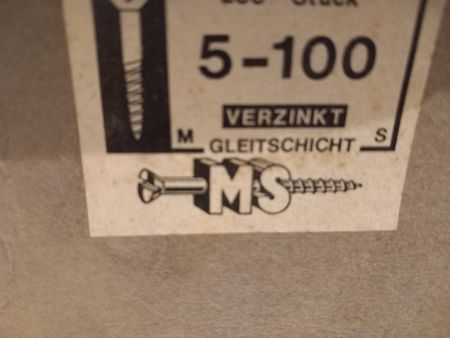 Stück
5-100
VERZINKT
M GLEITSCHICHT S
MS